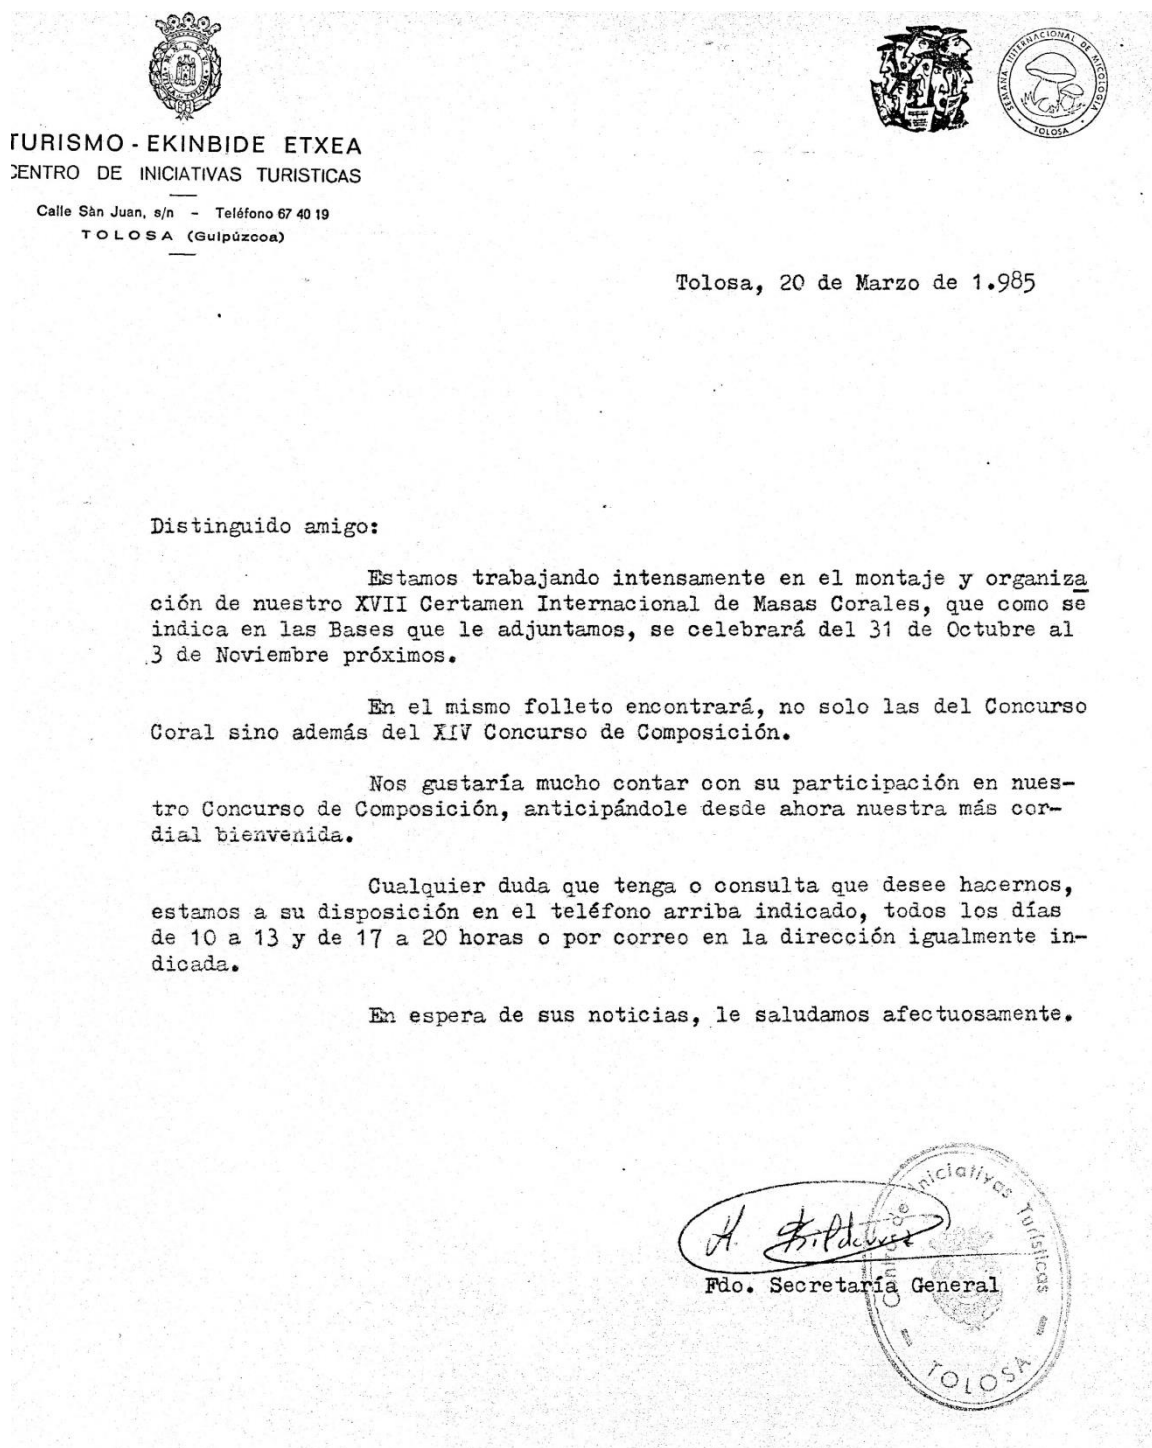 VILLA DE TOLOSA
SEMANA INTERNACIONAL DE MICOLOGIA
TOLOSA
TURISMO - EKINBIDE ETXEA
CENTRO DE INICIATIVAS TURISTICAS
Calle San Juan, s/n – Teléfono 67 40 19
TOLOSA (Guipúzcoa)
Tolosa, 20 de Marzo de 1.985
Distinguido amigo:
Estamos trabajando intensamente en el montaje y organiza
ción de nuestro XVII Certamen Internacional de Masas Corales, que como se
indica en las Bases que le adjuntamos, se celebrará del 31 de Octubre al
3 de Noviembre próximos.
En el mismo folleto encontrará, no solo las del Concurso
Coral sino además del XIV Concurso de Composición.
Nos gustaría mucho contar con su participación en nues-
tro Concurso de Composición, anticipándole desde ahora nuestra más cor-
dial bienvenida.
Cualquier duda que tenga o consulta que desee hacernos,
estamos a su disposición en el teléfono arriba indicado, todos los días
de 10 a 13 y de 17 a 20 horas o por correo en la dirección igualmente in-
dicada.
En espera de sus noticias, le saludamos afectuosamente.
Fdo. Secretaría General
Centro de Iniciativas Turísticas
TOLOSA